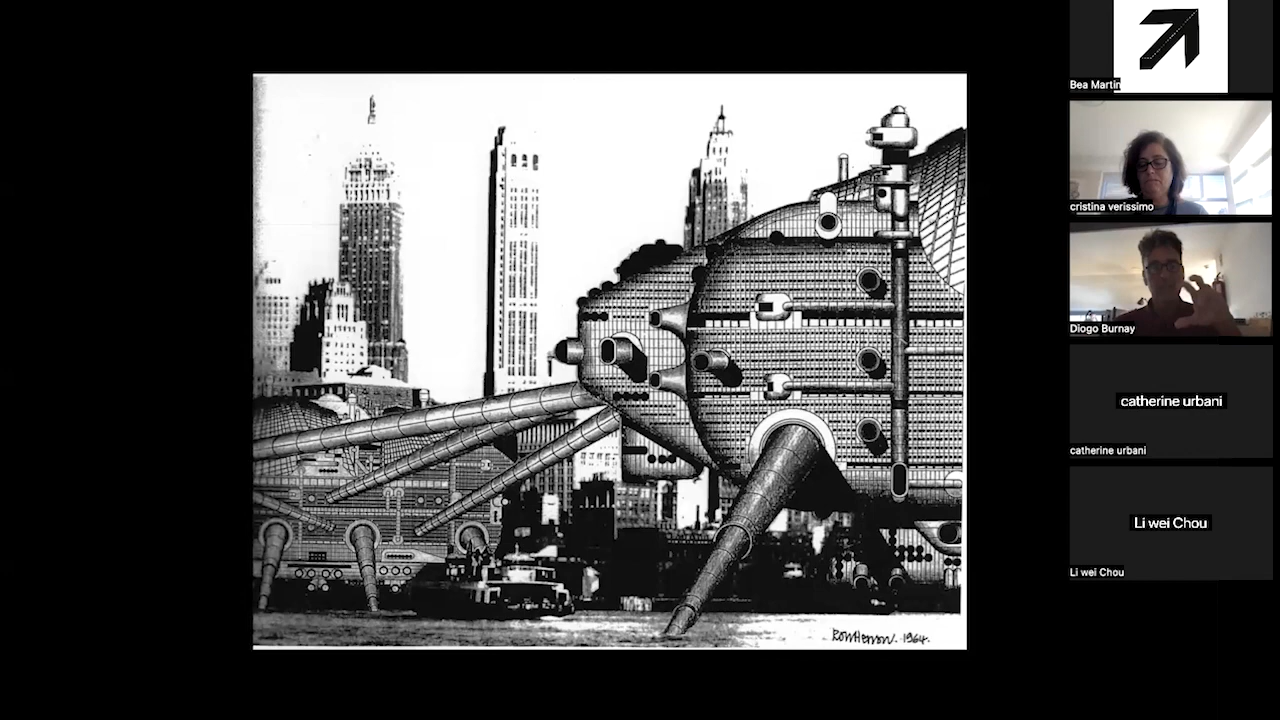 Bea Martin
cristina verissimo
Diogo Burnay
catherine urbani
catherine urbani
Li wei Chou
Li wei Chou
Ron Herron. 1964.